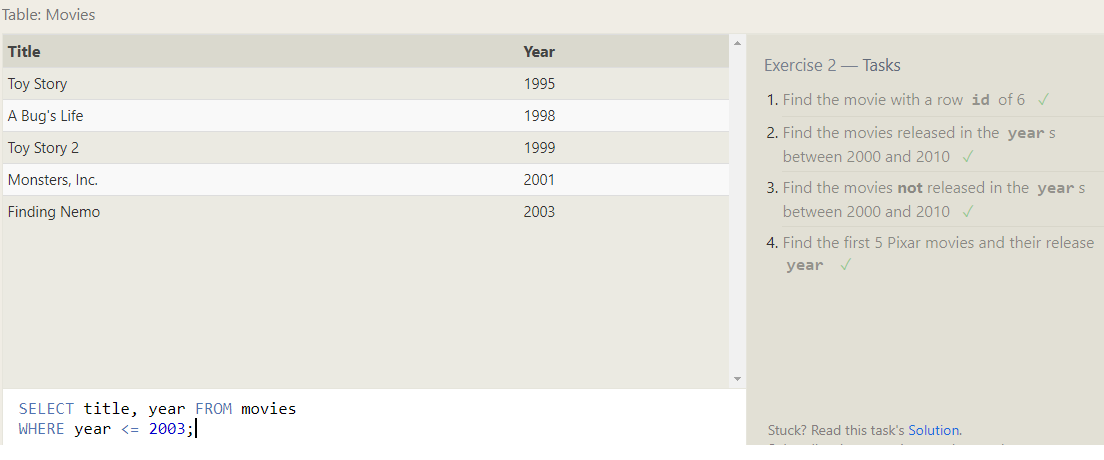 Table: Movies
Title Year
Toy Story 1995
A Bug's Life 1998
Toy Story 2 1999
Monsters, Inc. 2001
Finding Nemo 2003
SELECT title, year FROM movies
WHERE year <= 2003;
Exercise 2 — Tasks
1. Find the movie with a row id of 6 ✓
2. Find the movies released in the year s
between 2000 and 2010 ✓
3. Find the movies not released in the year s
between 2000 and 2010 ✓
4. Find the first 5 Pixar movies and their release
year ✓
Stuck? Read this task's Solution.